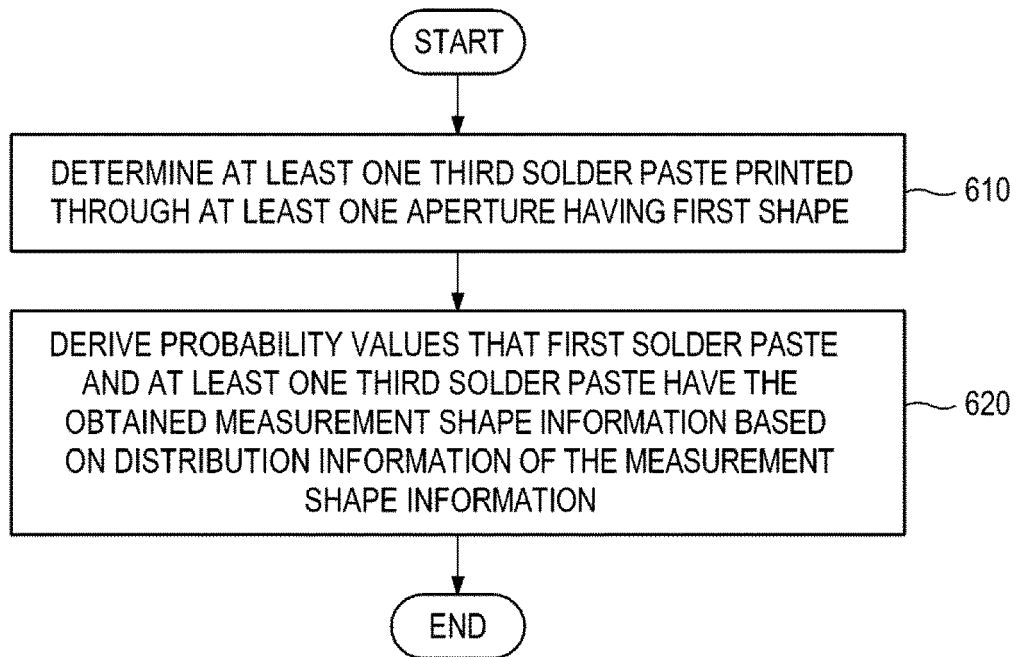 START
DETERMINE AT LEAST ONE THIRD SOLDER PASTE PRINTED
THROUGH AT LEAST ONE APERTURE HAVING FIRST SHAPE
610
DERIVE PROBABILITY VALUES THAT FIRST SOLDER PASTE
AND AT LEAST ONE THIRD SOLDER PASTE HAVE THE
OBTAINED MEASUREMENT SHAPE INFORMATION BASED
ON DISTRIBUTION INFORMATION OF THE MEASUREMENT
SHAPE INFORMATION
620
END